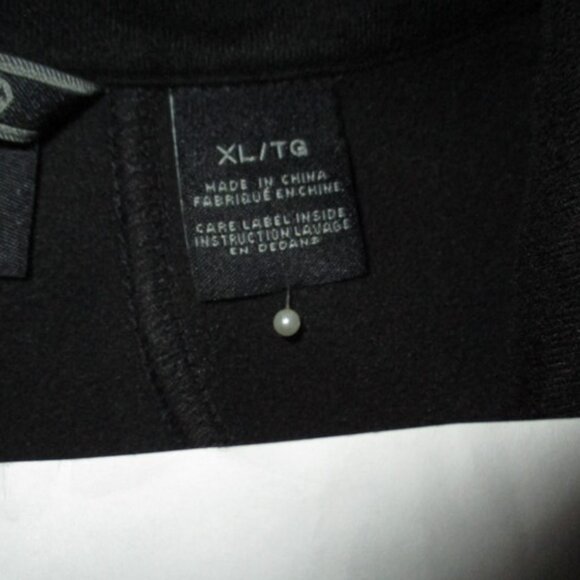 XL/TG
MADE IN CHINA
FABRIQUÉ EN CHINE
CARE LABEL INSIDE
INSTRUCTION LAVAGE
EN DEDANS